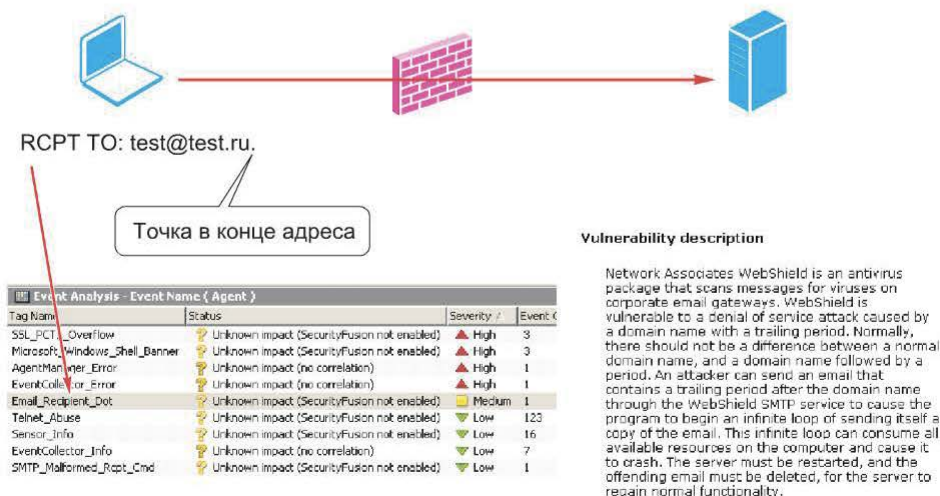 RCPT TO: test@test.ru.
Точка в конце адреса
Event Analysis - Event Name ( Agent )
Tag Name Status Severity / Event
SSL_PCT1_Overflow Unknown impact (SecurityFusion not enabled) High 3
Microsoft_Windows_Shell_Banner Unknown impact (SecurityFusion not enabled) High 3
AgentManager_Error Unknown impact (no correlation) High 1
EventCollector_Error Unknown impact (no correlation) High 1
Email_Recipient_Dot Unknown impact (SecurityFusion not enabled) Medium 1
Telnet_Abuse Unknown impact (SecurityFusion not enabled) Low 123
Sensor_Info Unknown impact (SecurityFusion not enabled) Low 16
EventCollector_Info Unknown impact (no correlation) Low 7
SMTP_Malformed_Rcpt_Cmd Unknown impact (SecurityFusion not enabled) Low 1
Vulnerability description
Network Associates WebShield is an antivirus
package that scans messages for viruses on
corporate email gateways. WebShield is
vulnerable to a denial of service attack caused by
a domain name with a trailing period. Normally,
there should not be a difference between a normal
domain name, and a domain name followed by a
period. An attacker can send an email that
contains a trailing period after the domain name
through the WebShield SMTP service to cause the
program to begin an infinite loop of sending itself a
copy of the email. This infinite loop can consume all
available resources on the computer and cause it
to crash. The server must be restarted, and the
offending email must be deleted, for the server to
regain normal functionality.